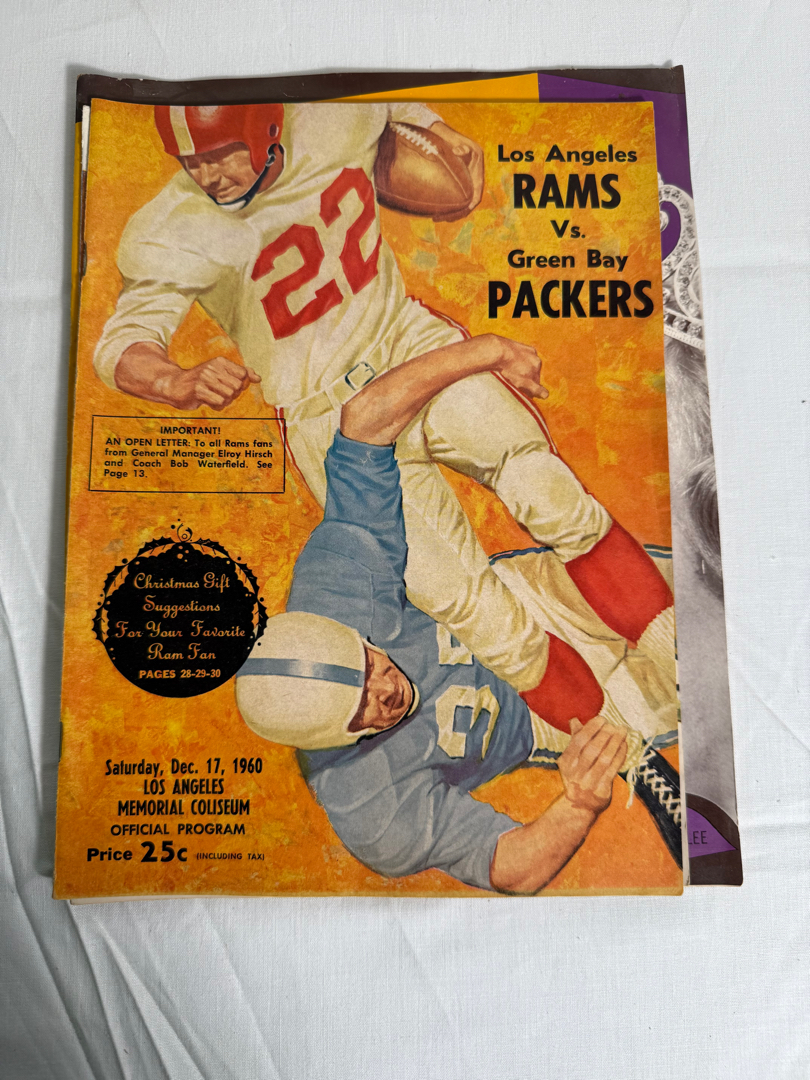 Los Angeles
RAMS
Vs.
Green Bay
PACKERS
22
IMPORTANT!
AN OPEN LETTER: To all Rams fans
from General Manager Elroy Hirsch
and Coach Bob Waterfield. See
Page 13.
Christmas Gift
Suggestions
For Your Favorite
Ram Fan
PAGES 28-29-30
Saturday, Dec. 17, 1960
LOS ANGELES
MEMORIAL COLISEUM
OFFICIAL PROGRAM
Price 25c (INCLUDING TAX)
LEE